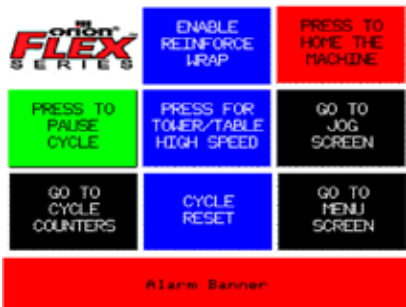 orion
FLEX
SERIES
ENABLE
REINFORCE
WRAP
PRESS TO
HOME THE
MACHINE
PRESS TO
PAUSE
CYCLE
PRESS FOR
TOWER/TABLE
HIGH SPEED
GO TO
JOG
SCREEN
GO TO
CYCLE
COUNTERS
CYCLE
RESET
GO TO
MENU
SCREEN
Alarm Banner